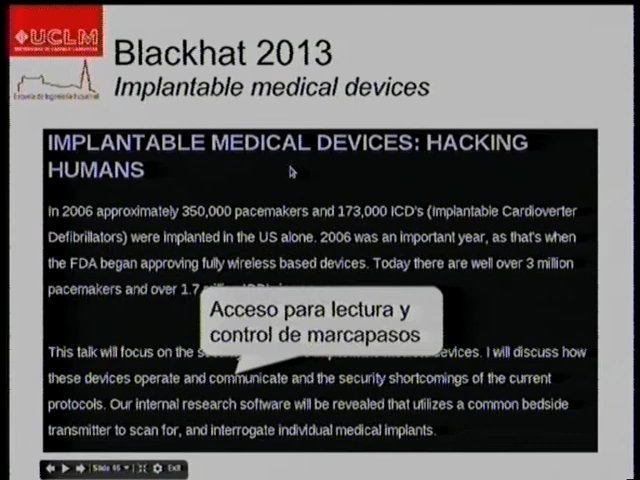 UCLM
Blackhat 2013
Escuela de Ingeniería Industrial
Implantable medical devices
IMPLANTABLE MEDICAL DEVICES: HACKING
HUMANS
In 2006 approximately 350,000 pacemakers and 173,000 ICD's (Implantable Cardioverter
Defibrillators) were implanted in the US alone. 2006 was an important year, as that's when
the FDA began approving fully wireless based devices. Today there are well over 3 million
pacemakers and over 1.7
Acceso para lectura y
control de marcapasos
This talk will focus on the
I will discuss how
these devices operate and communicate and the security shortcomings of the current
protocols. Our internal research software will be revealed that utilizes a common bedside
transmitter to scan for, and interrogate individual medical implants.
Exit